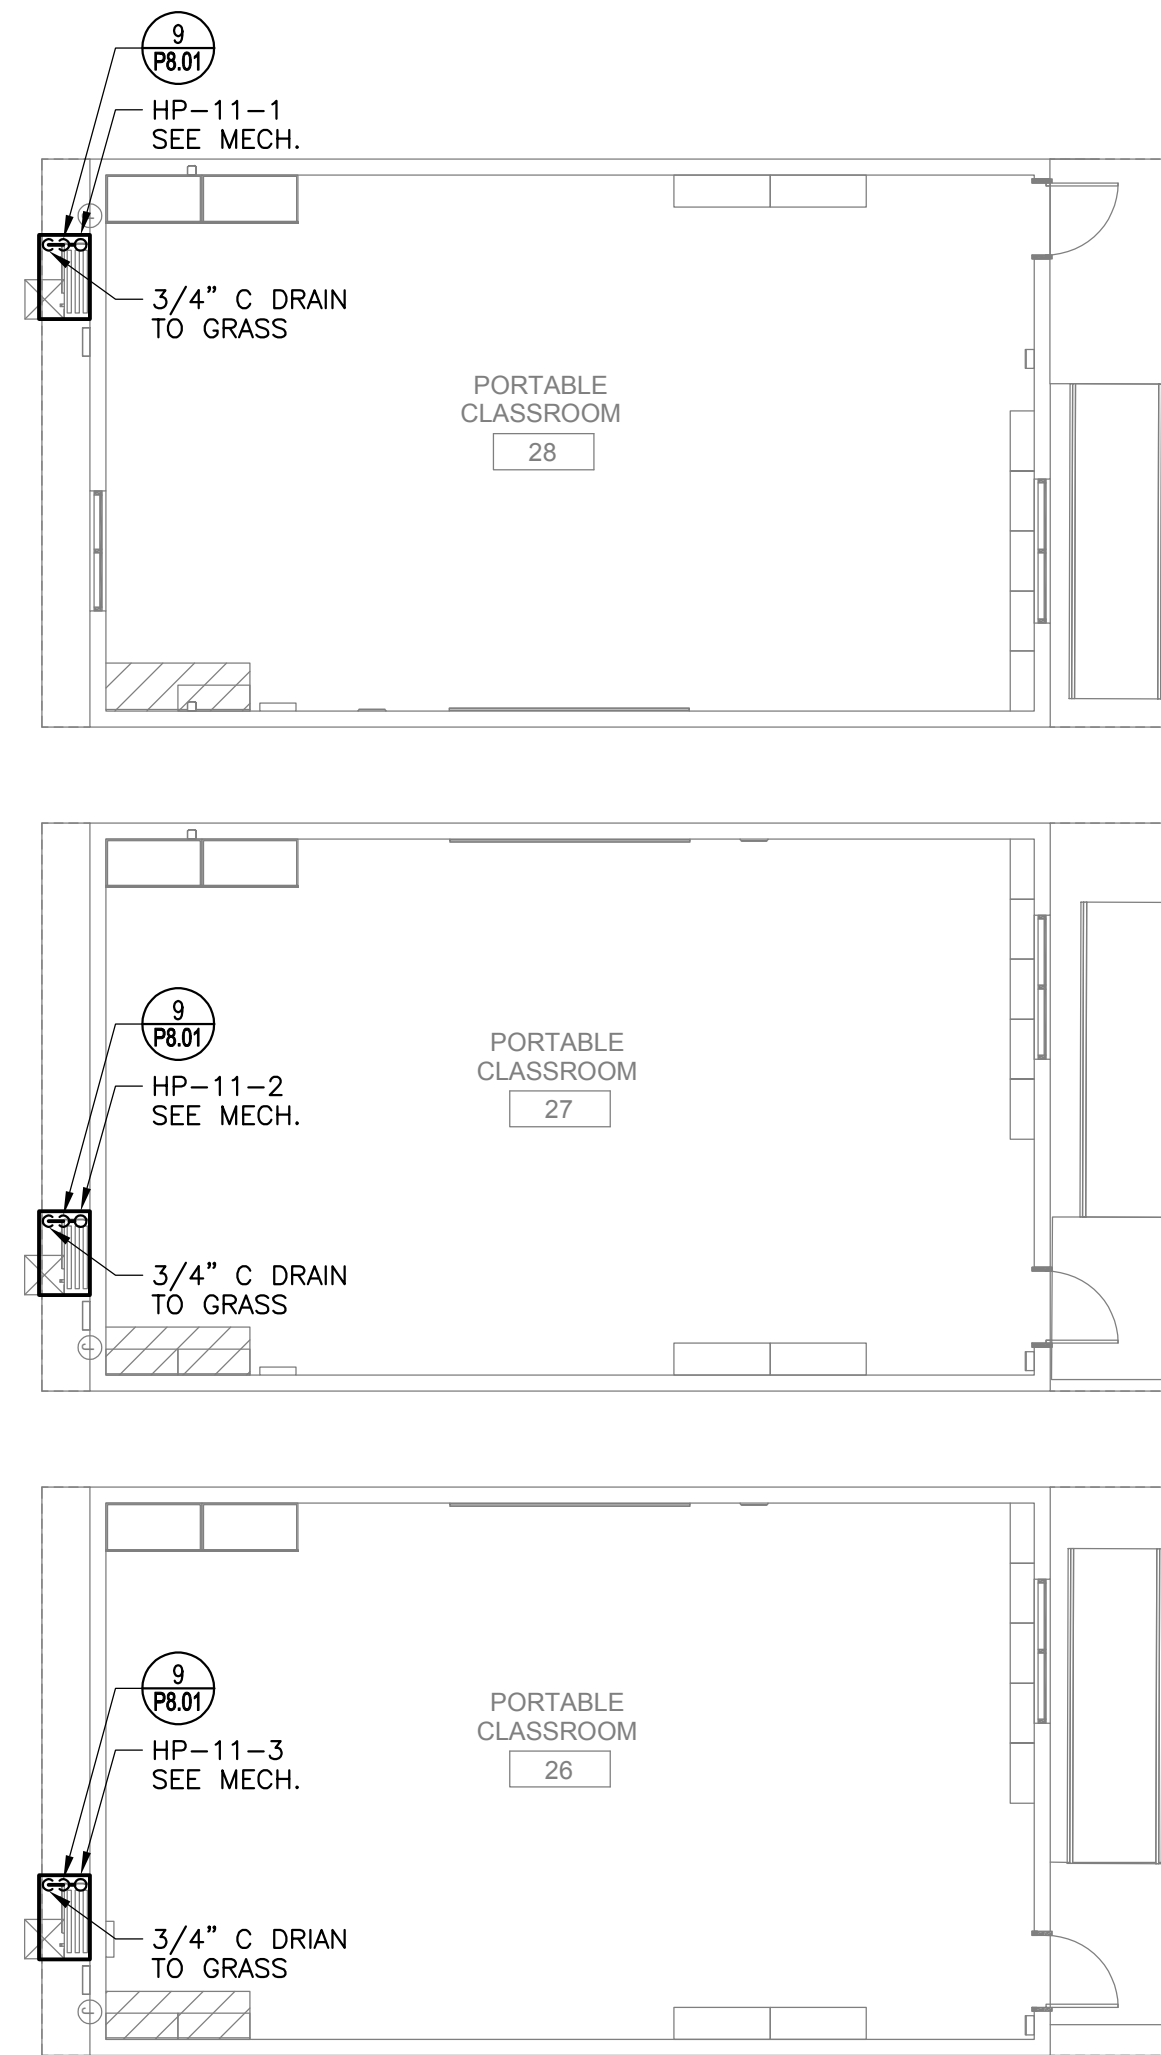 9
P8.01
HP-11-1
SEE MECH.
3/4" C DRAIN
TO GRASS
PORTABLE
CLASSROOM
28
9
P8.01
HP-11-2
SEE MECH.
PORTABLE
CLASSROOM
27
3/4" C DRAIN
TO GRASS
J
9
P8.01
HP-11-3
SEE MECH.
PORTABLE
CLASSROOM
26
3/4" C DRIAN
TO GRASS
J